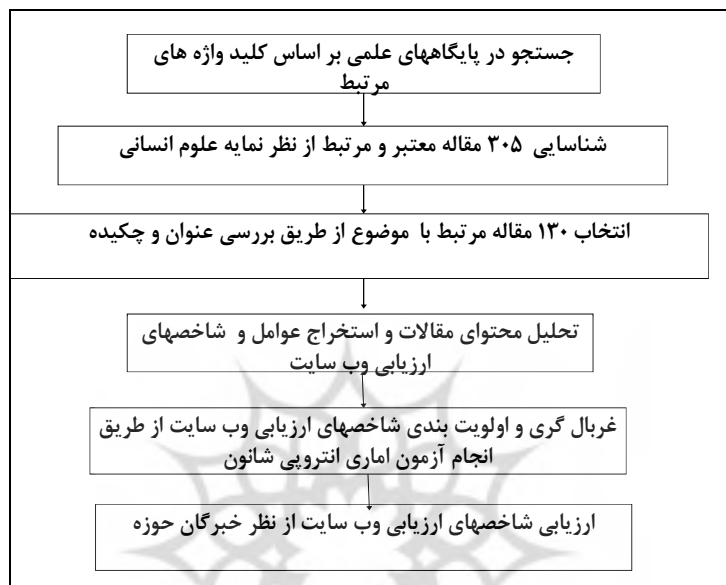 جستجو در پایگاههای علمی بر اساس کلید واژه های
مرتبط
شناسایی ۳۰۵ مقاله معتبر و مرتبط از نظر نمایه علوم انسانی
انتخاب ۱۳۰ مقاله مرتبط با موضوع از طریق بررسی عنوان و چکیده
تحلیل محتوای مقالات و استخراج عوامل و شاخصهای
ارزیابی وب سایت
غربال گری و اولویت بندی شاخصهای ارزیابی وب سایت از طریق
انجام آزمون اماری انتروپی شانون
ارزیابی شاخصهای ارزیابی وب سایت از نظر خبرگان حوزه